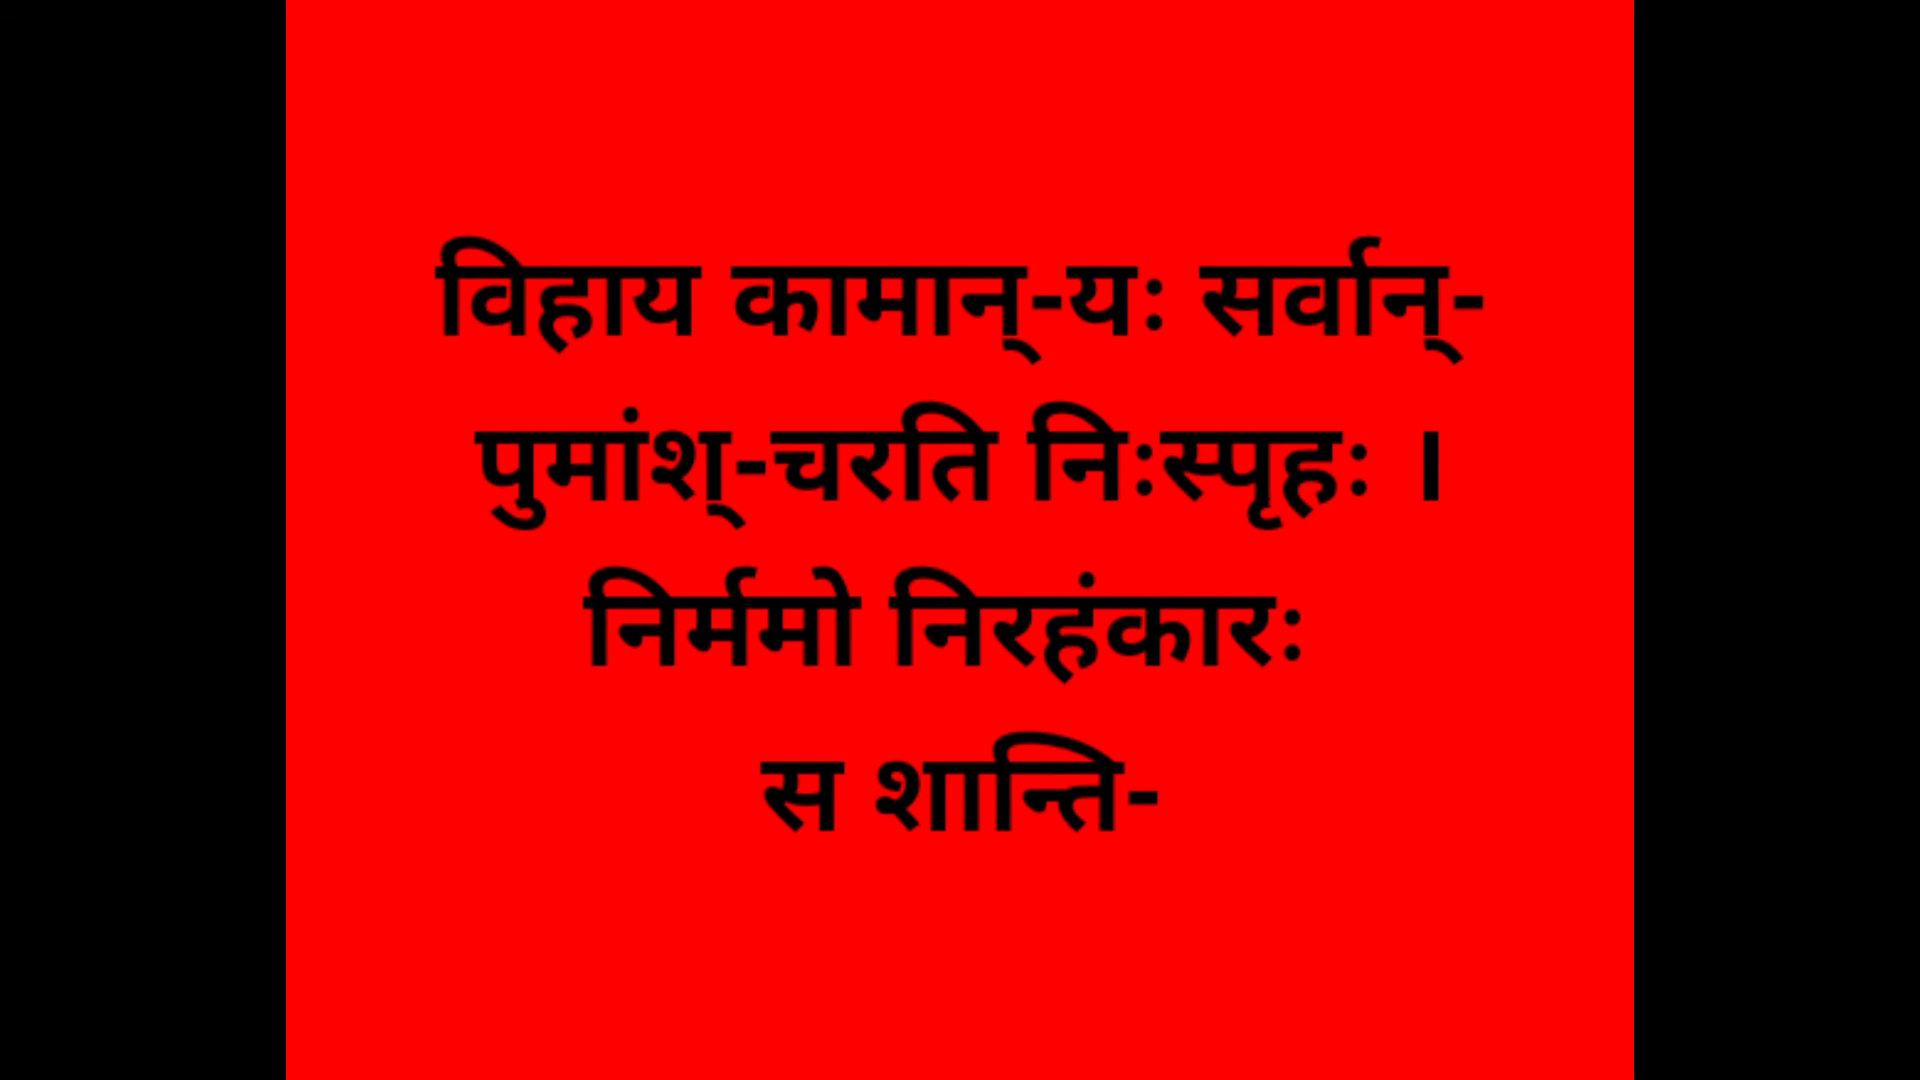 विहाय कामान्-यः सर्वान्-
पुमांश्-चरति निःस्पृहः ।
निर्ममो निरहंकारः
स शान्ति-